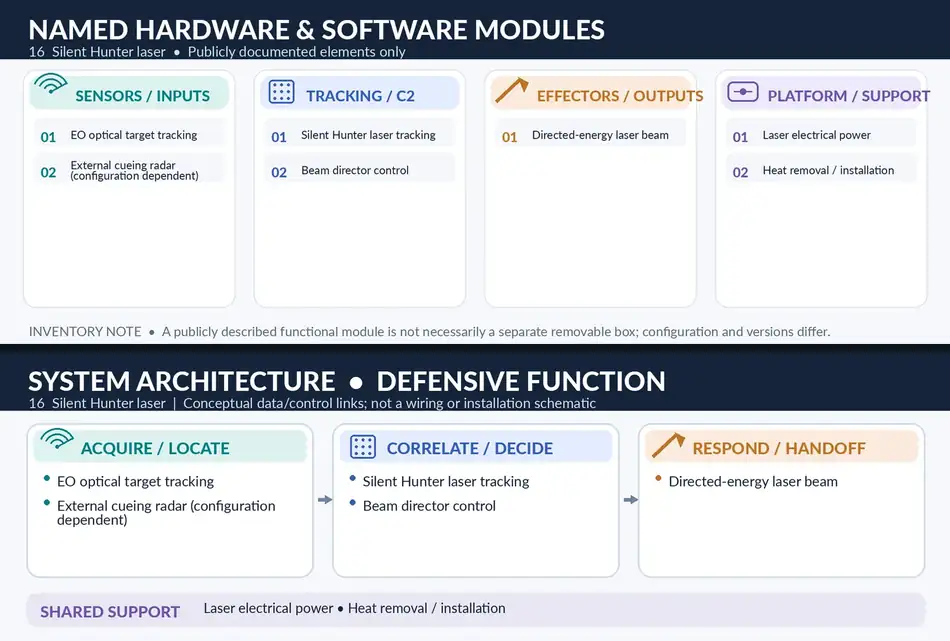 NAMED HARDWARE & SOFTWARE MODULES
16 Silent Hunter laser • Publicly documented elements only
SENSORS / INPUTS
01 EO optical target tracking
02 External cueing radar
(configuration dependent)
TRACKING / C2
01 Silent Hunter laser tracking
02 Beam director control
EFFECTORS / OUTPUTS
01 Directed-energy laser beam
PLATFORM / SUPPORT
01 Laser electrical power
02 Heat removal / installation
INVENTORY NOTE • A publicly described functional module is not necessarily a separate removable box; configuration and versions differ.
SYSTEM ARCHITECTURE • DEFENSIVE FUNCTION
16 Silent Hunter laser | Conceptual data/control links; not a wiring or installation schematic
ACQUIRE / LOCATE
• EO optical target tracking
• External cueing radar (configuration
dependent)
CORRELATE / DECIDE
• Silent Hunter laser tracking
• Beam director control
RESPOND / HANDOFF
• Directed-energy laser beam
SHARED SUPPORT Laser electrical power • Heat removal / installation